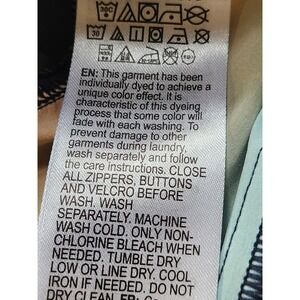 30C
30
EN: This garment has been
individually dyed to achieve a
unique color effect. It is
characteristic of this dyeing
process that some color will
fade with each washing. To
prevent damage to other
garments during laundry,
wash separately and follow
the care instructions. CLOSE
ALL ZIPPERS, BUTTONS
AND VELCRO BEFORE
WASH. WASH
SEPARATELY. MACHINE
WASH COLD. ONLY NON-
CHLORINE BLEACH WHEN
NEEDED. TUMBLE DRY
LOW OR LINE DRY. COOL
IRON IF NEEDED. DO NOT
DRY CLEAN.